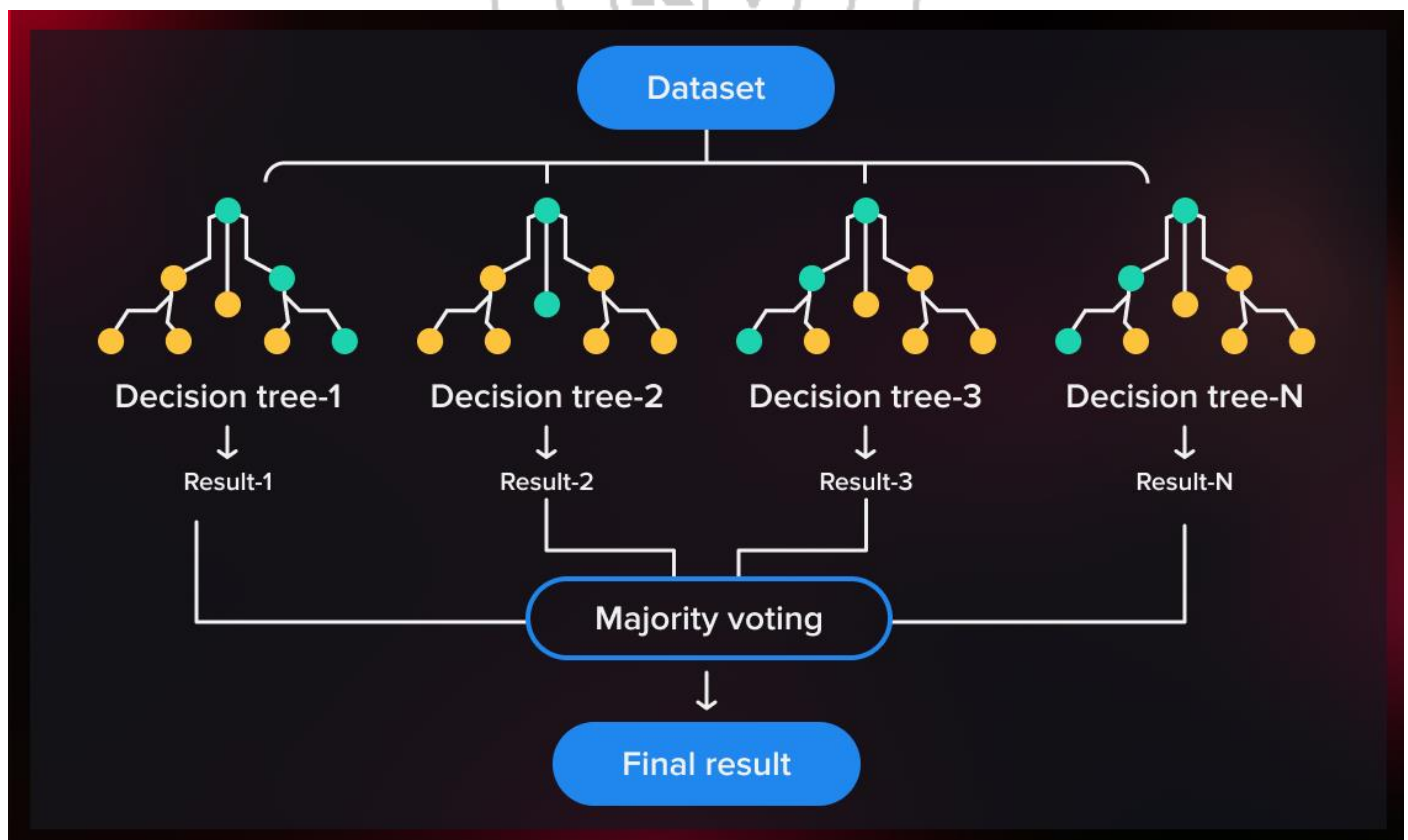 Dataset
Decision tree-1
Decision tree-2
Decision tree-3
Decision tree-N
Result-1
Result-2
Result-3
Result-N
Majority voting
Final result